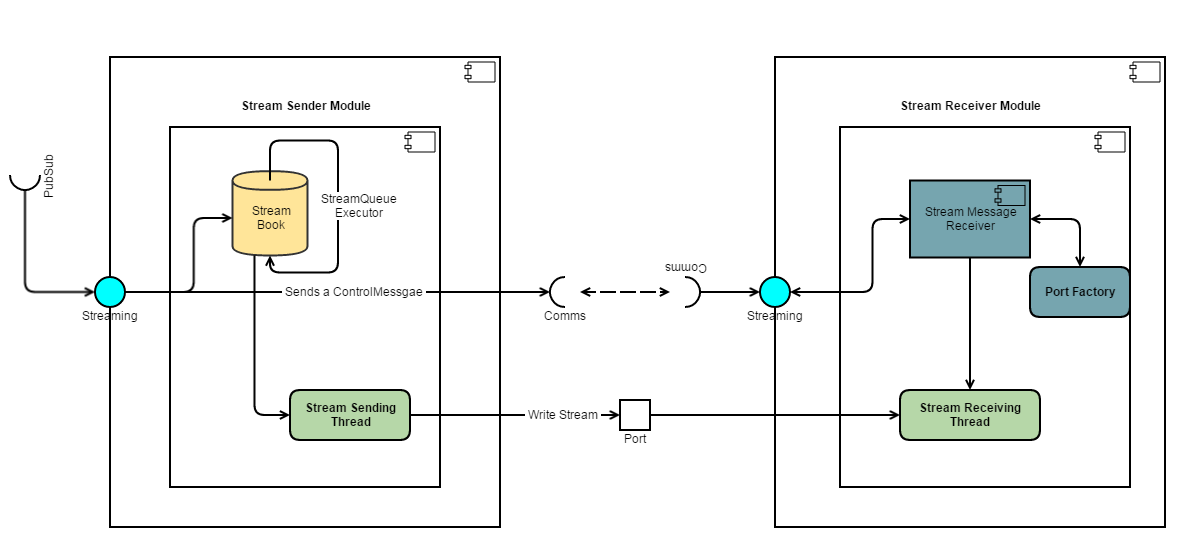 Stream Sender Module
Stream Receiver Module
PubSub
Stream
Book
StreamQueue
Executor
Stream Message
Receiver
Comms
Sends a ControlMessgae
Port Factory
Streaming
Comms
Streaming
Stream Sending
Thread
Write Stream
Port
Stream Receiving
Thread